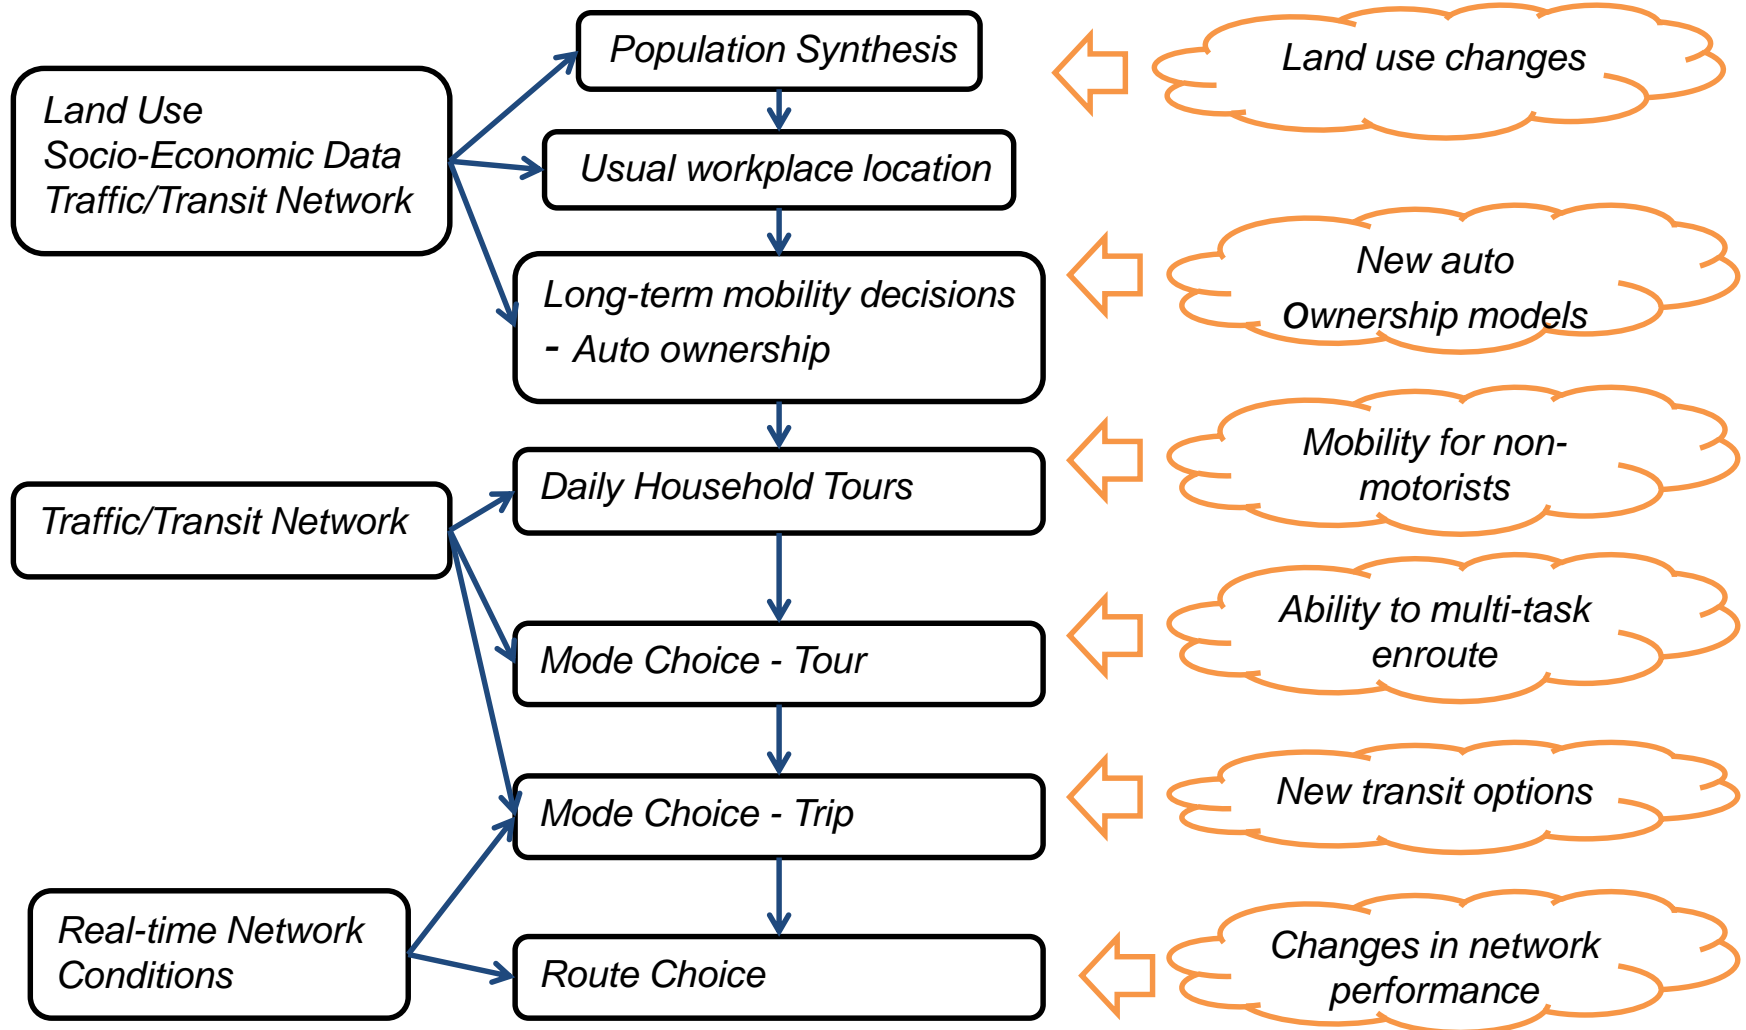 Population Synthesis
Land use changes
Land Use
Socio-Economic Data
Traffic/Transit Network
Usual workplace location
Long-term mobility decisions
- Auto ownership
New auto
Ownership models
Daily Household Tours
Mobility for non-
motorists
Traffic/Transit Network
Mode Choice - Tour
Ability to multi-task
enroute
Mode Choice - Trip
New transit options
Real-time Network
Conditions
Route Choice
Changes in network
performance